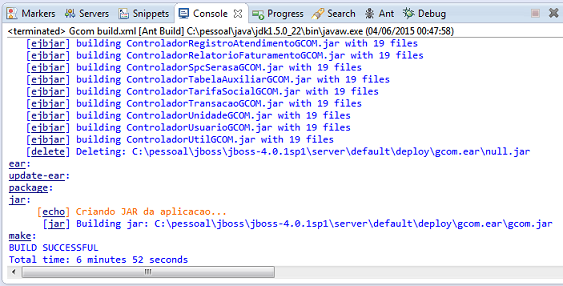 Markers Servers Snippets Console Progress Search Ant Debug
<terminated> Gcom build.xml [Ant Build] C:\pessoal\java\jdk1.5.0_22\bin\javaw.exe (04/06/2015 00:47:58)
[ejbjar] building ControladorRegistroAtendimentoGCOM.jar with 19 files
[ejbjar] building ControladorRelatorioFaturamentoGCOM.jar with 19 files
[ejbjar] building ControladorSpcSerasaGCOM.jar with 19 files
[ejbjar] building ControladorTabelaAuxiliarGCOM.jar with 19 files
[ejbjar] building ControladorTarifaSocialGCOM.jar with 19 files
[ejbjar] building ControladorTransacaoGCOM.jar with 19 files
[ejbjar] building ControladorUnidadeGCOM.jar with 19 files
[ejbjar] building ControladorUsuarioGCOM.jar with 19 files
[ejbjar] building ControladorUtilGCOM.jar with 19 files
[delete] Deleting: C:\pessoal\jboss\jboss-4.0.1sp1\server\default\deploy\gcom.ear\null.jar
ear:
update-ear:
package:
jar:
[echo] Criando JAR da aplicacao...
[jar] Building jar: C:\pessoal\jboss\jboss-4.0.1sp1\server\default\deploy\gcom.ear\gcom.jar
make:
BUILD SUCCESSFUL
Total time: 6 minutes 52 seconds